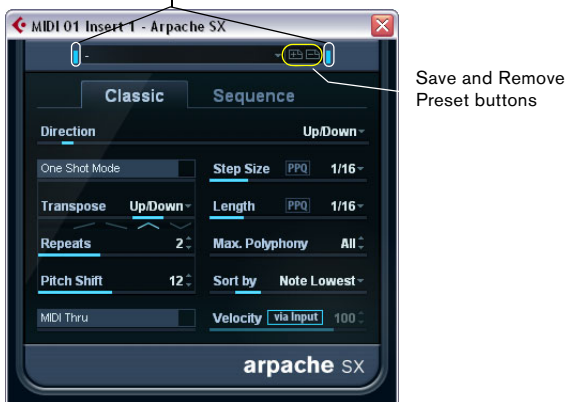 MIDI 01 Insert 1 - Arpache SX
-
Save and Remove
Preset buttons
Classic Sequence
Direction Up/Down
One Shot Mode Step Size PPQ 1/16
Transpose Up/Down Length PPQ 1/16
Repeats 2 Max. Polyphony All
Pitch Shift 12 Sort by Note Lowest
MIDI Thru Velocity via Input 100
arpache SX